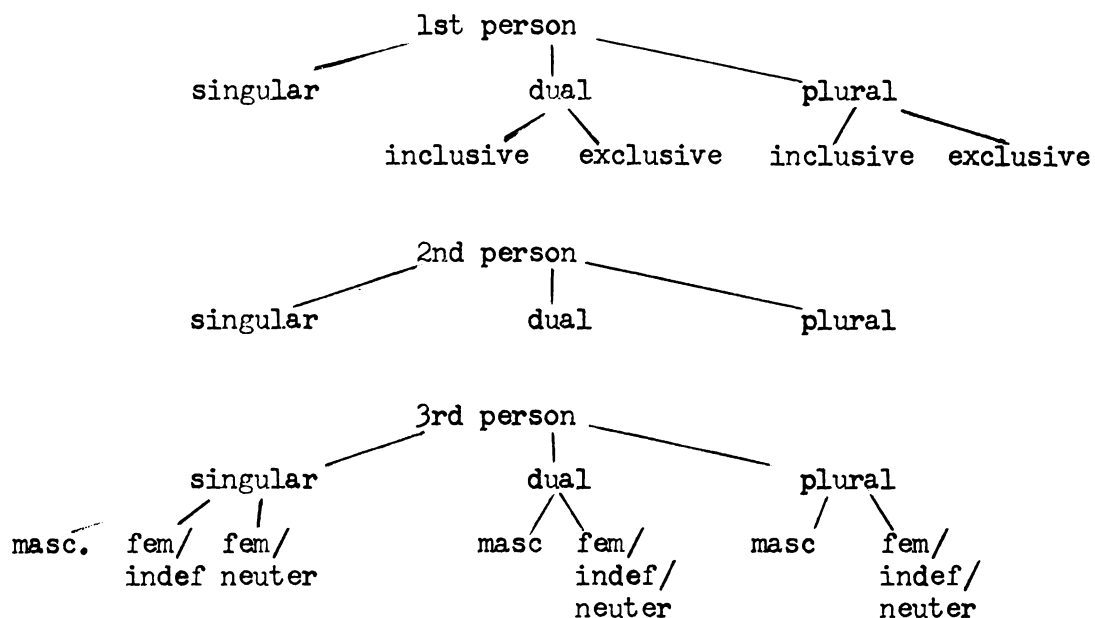 1st person
singular dual plural
inclusive exclusive inclusive exclusive
2nd person
singular dual plural
3rd person
singular dual plural
masc. fem/ fem/ masc fem/ masc fem/
indef neuter indef/ indef/
neuter neuter